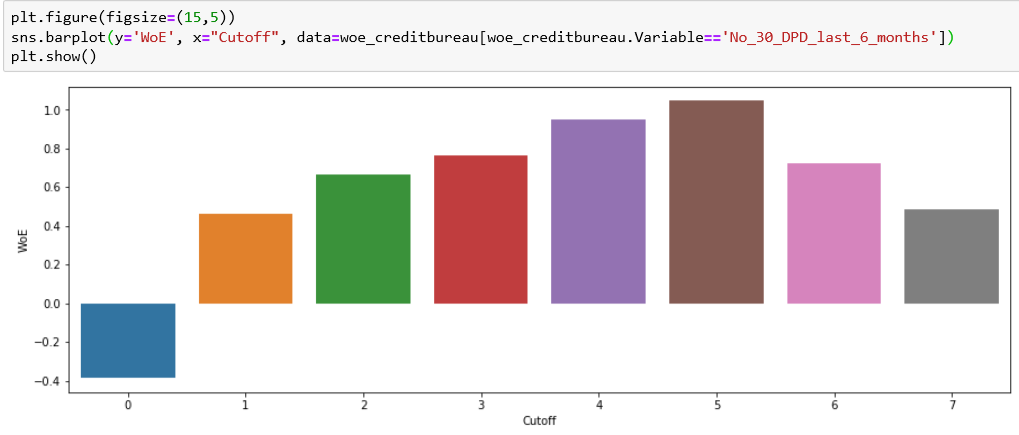 plt.figure(figsize=(15,5))
sns.barplot(y='WoE', x="Cutoff", data=woe_creditbureau[woe_creditbureau.Variable=='No_30_DPD_last_6_months'])
plt.show()
1.0
0.8
0.6
0.4
0.2
0.0
−0.2
−0.4
WoE
0 1 2 3 4 5 6 7
Cutoff